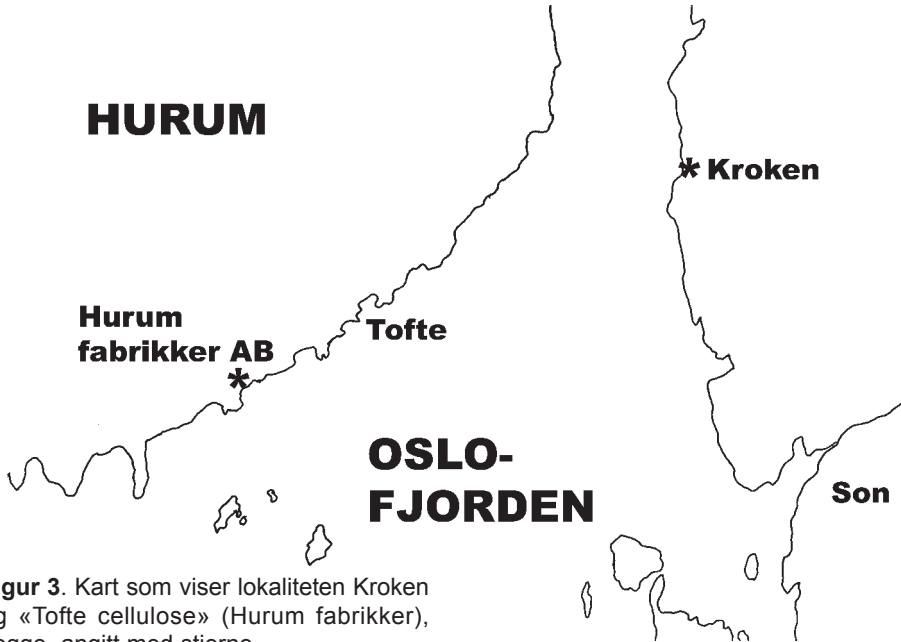 HURUM
* Kroken
Hurum
fabrikker AB
*
Tofte
OSLO-
FJORDEN
Son
gur 3. Kart som viser lokaliteten Kroken
g «Tofte cellulose» (Hurum fabrikker),